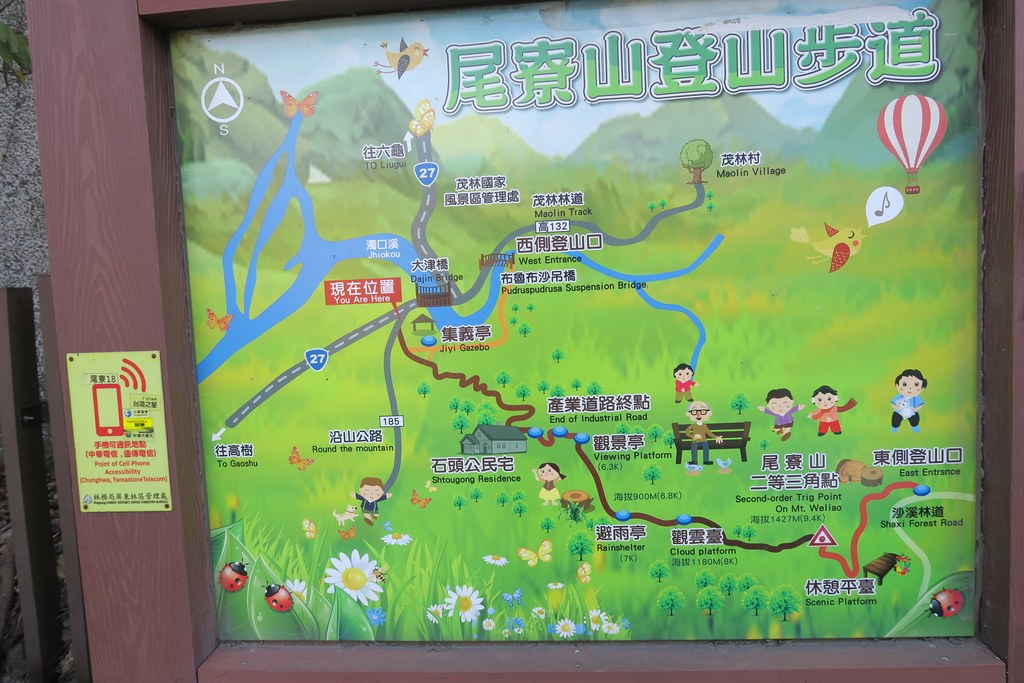 尾寮山登山步道
N
S
往六龜
TO Liugui
27
茂林國家
風景區管理處
茂林村
Maolin Village
茂林林道
Maolin Track
高132
西側登山口
West Entrance
濁口溪
Jhiokou
大津橋
Dajin Bridge
布魯布沙吊橋
Pudruspudrusa Suspension Bridge
現在位置
You Are Here
集義亭
Jiyi Gazebo
27
185
往高樹
To Gaoshu
沿山公路
Round the mountain
產業道路終點
End of Industrial Road
石頭公民宅
Shtougong Residence
觀景亭
Viewing Platform
(6.3K)
海拔900M(6.8K)
避雨亭
Rainshelter
(7K)
觀雲臺
Cloud platform
海拔1180M(8K)
尾寮山
二等三角點
Second-order Trig Point
On Mt. Weliao
海拔1427M(9.4K)
東側登山口
East Entrsnce
沙溪林道
Shaxi Forest Road
休憩平臺
Scenic Platform
尾寮18
台灣之星
手機可通訊地點
(中華電信,遠傳電信)
Point of Cell Phone
Accessibility
(Chunghwa,FareastoneTelecom)
林務局屏東林區管理處